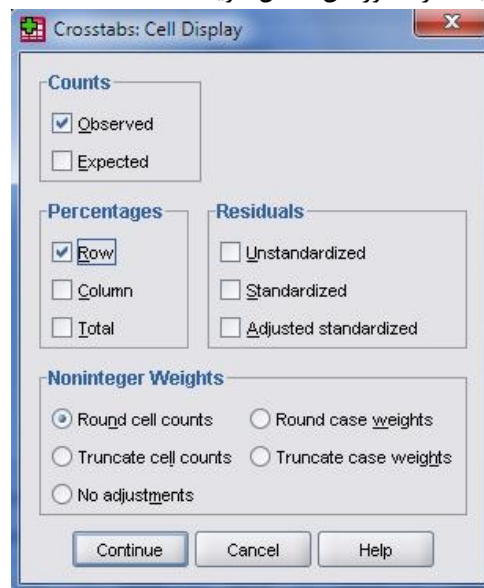 Crosstabs: Cell Display
Counts
Observed
Expected
Percentages
Row
Column
Total
Residuals
Unstandardized
Standardized
Adjusted standardized
Noninteger Weights
Round cell counts Round case weights
Truncate cell counts Truncate case weights
No adjustments
Continue Cancel Help